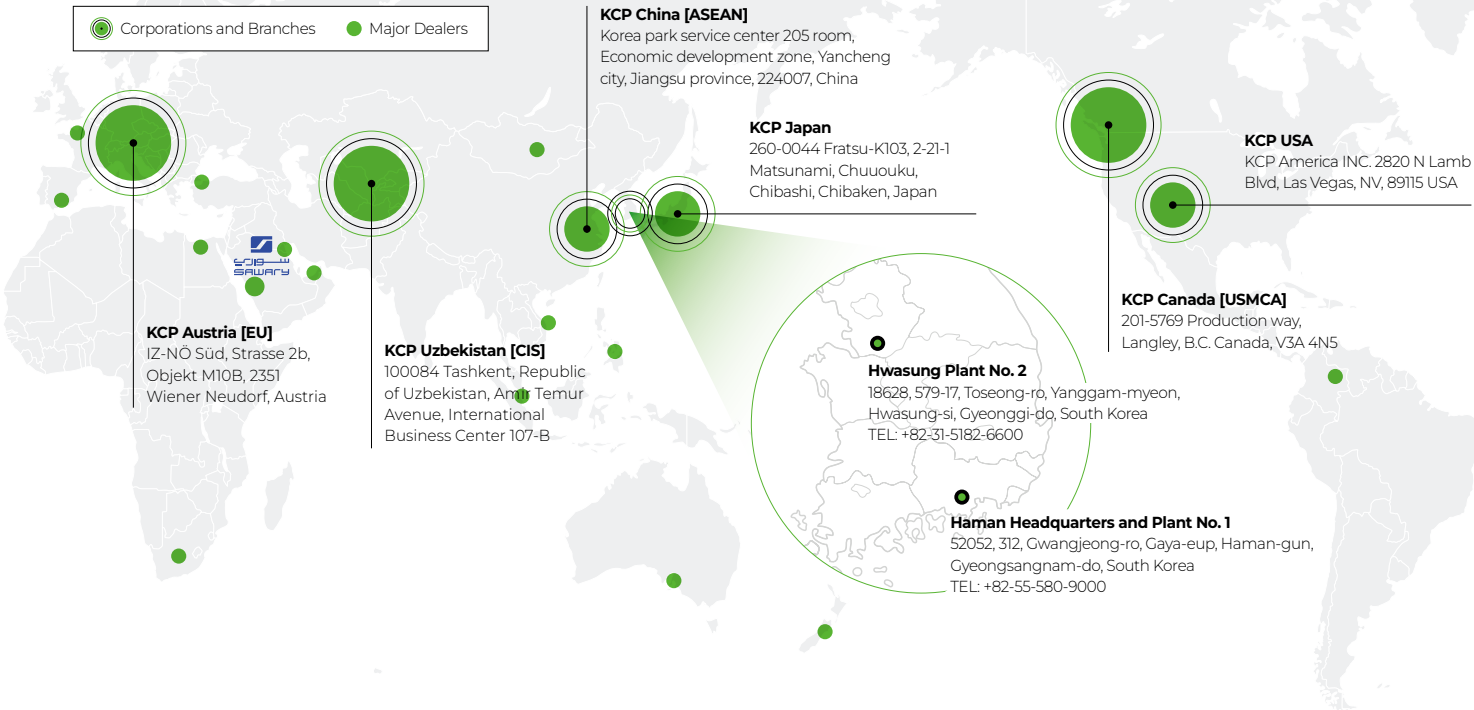 Corporations and Branches
Major Dealers
KCP China [ASEAN]
Korea park service center 205 room,
Economic development zone, Yancheng
city, Jiangsu province, 224007, China
KCP Japan
260-0044 Fratsu-K103, 2-21-1
Matsunami, Chuuouku,
Chibashi, Chibaken, Japan
KCP USA
KCP America INC. 2820 N Lamb
Blvd, Las Vegas, NV, 89115 USA
سـواري
SAWARY
KCP Austria [EU]
IZ-NÖ Süd, Strasse 2b,
Objekt M10B, 2351
Wiener Neudorf, Austria
KCP Uzbekistan [CIS]
100084 Tashkent, Republic
of Uzbekistan, Amir Temur
Avenue, International
Business Center 107-B
KCP Canada [USMCA]
201-5769 Production way,
Langley, B.C. Canada, V3A 4N5
Hwasung Plant No. 2
18628, 579-17, Toseong-ro, Yanggam-myeon,
Hwasung-si, Gyeonggi-do, South Korea
TEL: +82-31-5182-6600
Haman Headquarters and Plant No. 1
52052, 312, Gwangjeong-ro, Gaya-eup, Haman-gun,
Gyeongsangnam-do, South Korea
TEL: +82-55-580-9000